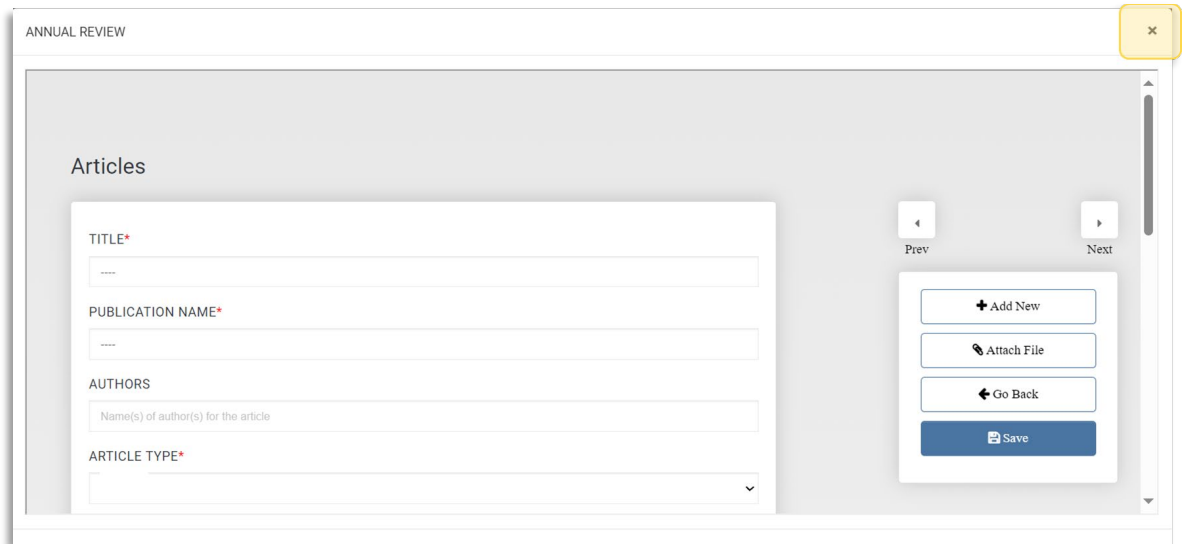 ANNUAL REVIEW
×
Articles
TITLE*
----
PUBLICATION NAME*
----
AUTHORS
Name(s) of author(s) for the article
ARTICLE TYPE*
Prev
Next
Add New
Attach File
Go Back
Save